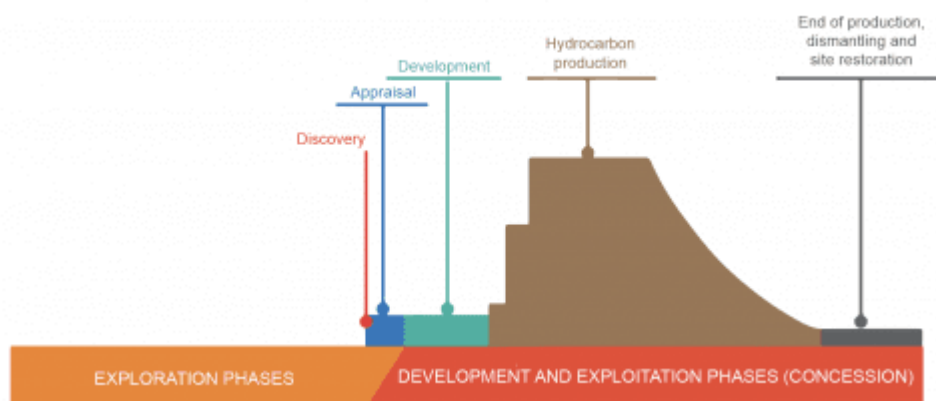 End of production,
dismantling and
site restoration
Hydrocarbon
production
Development
Appraisal
Discovery
EXPLORATION PHASES
DEVELOPMENT AND EXPLOITATION PHASES (CONCESSION)